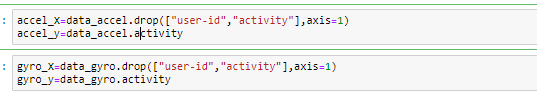 : accel_X=data_accel.drop(["user-id","activity"],axis=1)
accel_y=data_accel.activity
: gyro_X=data_gyro.drop(["user-id","activity"],axis=1)
gyro_y=data_gyro.activity